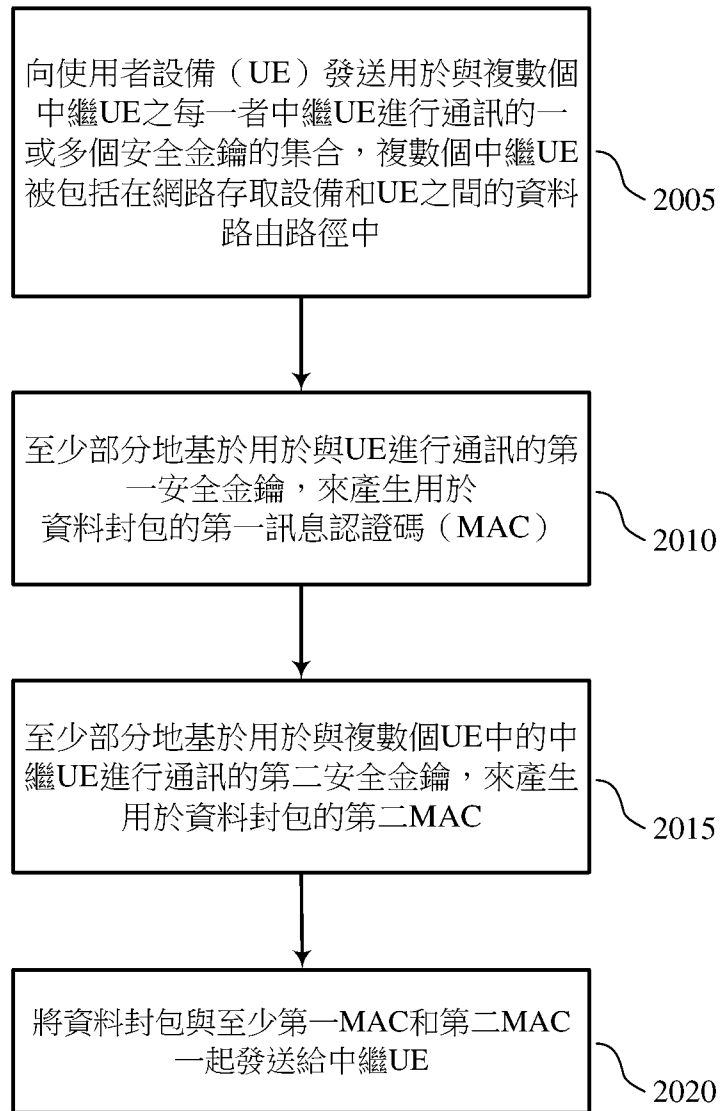 向使用者設備（UE）發送用於與複數個
中繼UE之每一者中繼UE進行通訊的一
或多個安全金鑰的集合，複數個中繼UE
被包括在網路存取設備和UE之間的資料
路由路徑中
2005
至少部分地基於用於與UE進行通訊的第
一安全金鑰，來產生用於
資料封包的第一訊息認證碼（MAC）
2010
至少部分地基於用於與複數個UE中的中
繼UE進行通訊的第二安全金鑰，來產生
用於資料封包的第二MAC
2015
將資料封包與至少第一MAC和第二MAC
一起發送給中繼UE
2020